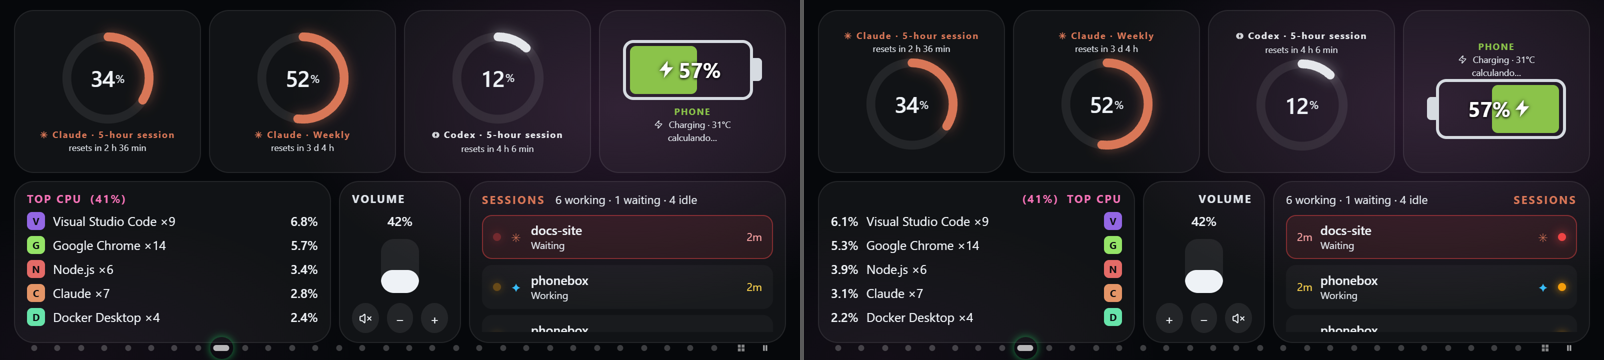 34%
✳ Claude · 5-hour session
resets in 2 h 36 min
52%
✳ Claude · Weekly
resets in 3 d 4 h
12%
Codex · 5-hour session
resets in 4 h 6 min
57%
PHONE
Charging · 31°C
calculando...
TOP CPU (41%)
V Visual Studio Code ×9 6.8%
G Google Chrome ×14 5.7%
N Node.js ×6 3.4%
C Claude ×7 2.8%
D Docker Desktop ×4 2.4%
VOLUME
42%
− +
SESSIONS 6 working · 1 waiting · 4 idle
docs-site 2m
Waiting
phonebox 2m
Working
phonebox
✳ Claude · 5-hour session
resets in 2 h 36 min
34%
✳ Claude · Weekly
resets in 3 d 4 h
52%
Codex · 5-hour session
resets in 4 h 6 min
12%
PHONE
Charging · 31°C
calculando...
57%
(41%) TOP CPU
6.1% Visual Studio Code ×9 V
5.3% Google Chrome ×14 G
3.9% Node.js ×6 N
3.1% Claude ×7 C
2.2% Docker Desktop ×4 D
VOLUME
42%
+ −
6 working · 1 waiting · 4 idle SESSIONS
2m docs-site
Waiting
2m phonebox
Working
phonebox